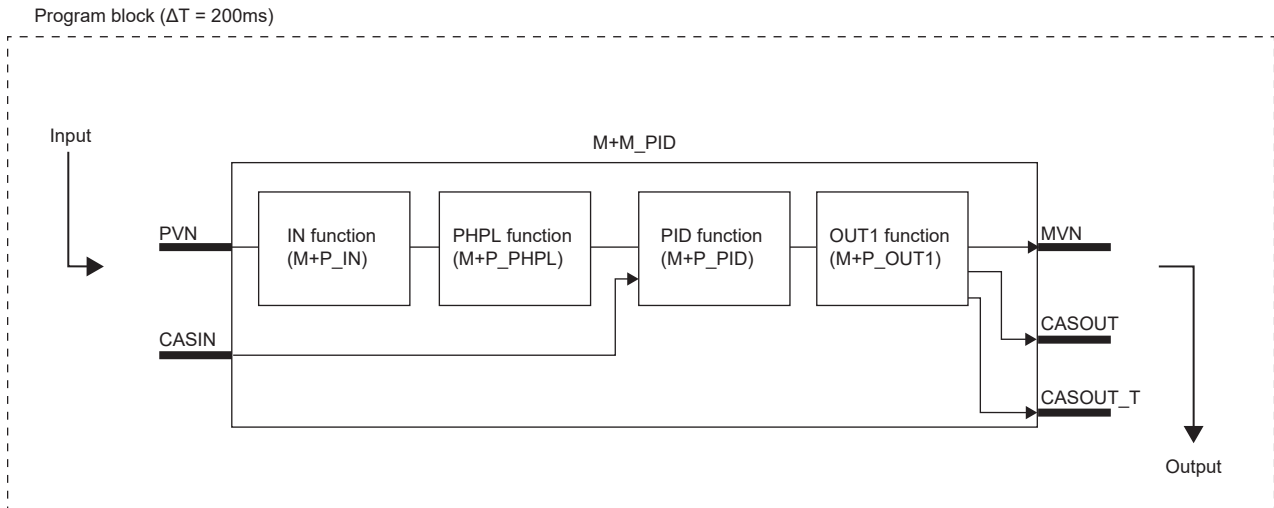 Program block (ΔT = 200ms)
Input
M+M_PID
PVN
IN function
(M+P_IN)
PHPL function
(M+P_PHPL)
PID function
(M+P_PID)
OUT1 function
(M+P_OUT1)
MVN
CASIN
CASOUT
CASOUT_T
Output